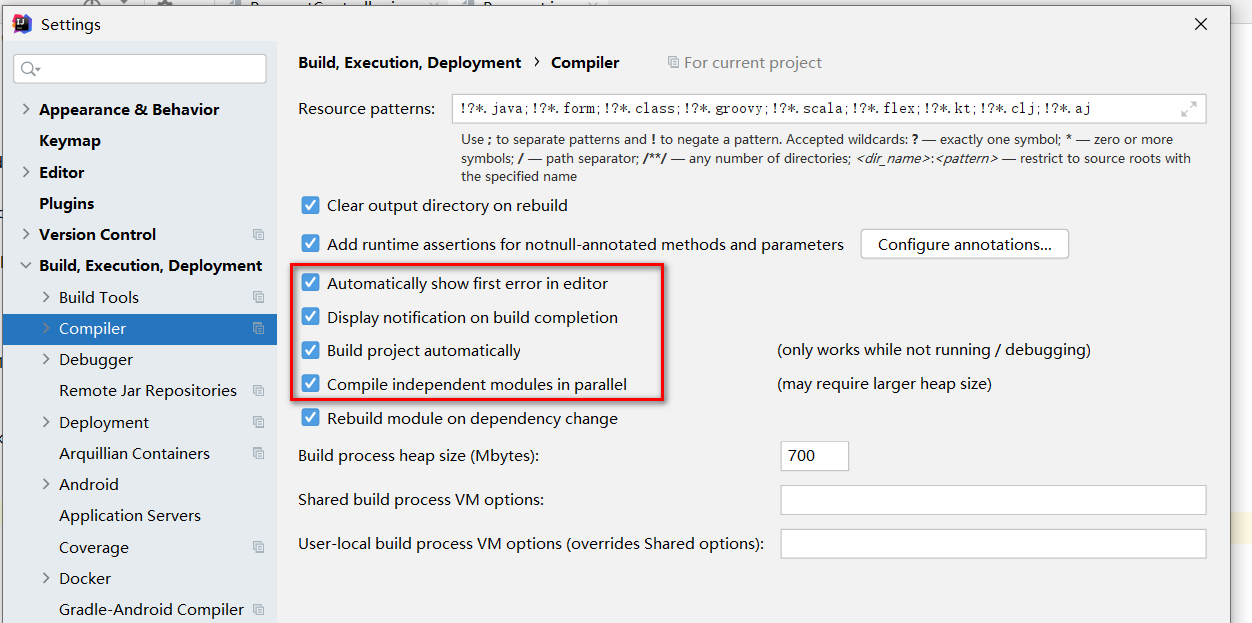 Settings
Build, Execution, Deployment › Compiler For current project
Appearance & Behavior
Keymap
Editor
Plugins
Version Control
Build, Execution, Deployment
Build Tools
Compiler
Debugger
Remote Jar Repositories
Deployment
Arquillian Containers
Android
Application Servers
Coverage
Docker
Gradle-Android Compiler
Resource patterns: !?*.java;!?*.form;!?*.class;!?*.groovy;!?*.scala;!?*.flex;!?*.kt;!?*.clj;!?*.aj
Use ; to separate patterns and ! to negate a pattern. Accepted wildcards: ? — exactly one symbol; * — zero or more
symbols; / — path separator; /**/ — any number of directories; <dir_name>:<pattern> — restrict to source roots with
the specified name
Clear output directory on rebuild
Add runtime assertions for notnull-annotated methods and parameters Configure annotations...
Automatically show first error in editor
Display notification on build completion
Build project automatically (only works while not running / debugging)
Compile independent modules in parallel (may require larger heap size)
Rebuild module on dependency change
Build process heap size (Mbytes): 700
Shared build process VM options:
User-local build process VM options (overrides Shared options):